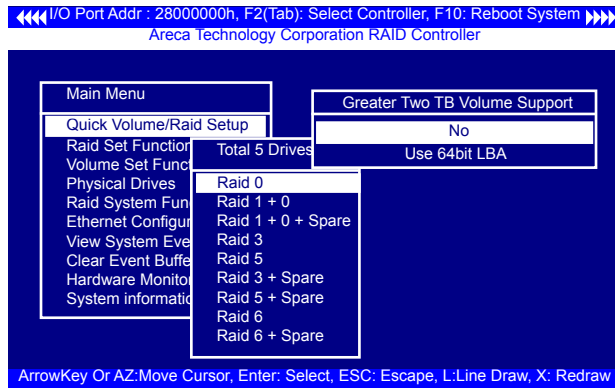 I/O Port Addr : 28000000h, F2(Tab): Select Controller, F10: Reboot System
Areca Technology Corporation RAID Controller
Main Menu
Quick Volume/Raid Setup
Raid Set Function
Volume Set Funct
Physical Drives
Raid System Fun
Ethernet Configur
View System Eve
Clear Event Buffe
Hardware Monito
System informatic
Total 5 Drives
Raid 0
Raid 1 + 0
Raid 1 + 0 + Spare
Raid 3
Raid 5
Raid 3 + Spare
Raid 5 + Spare
Raid 6
Raid 6 + Spare
Greater Two TB Volume Support
No
Use 64bit LBA
ArrowKey Or AZ:Move Cursor, Enter: Select, ESC: Escape, L:Line Draw, X: Redraw